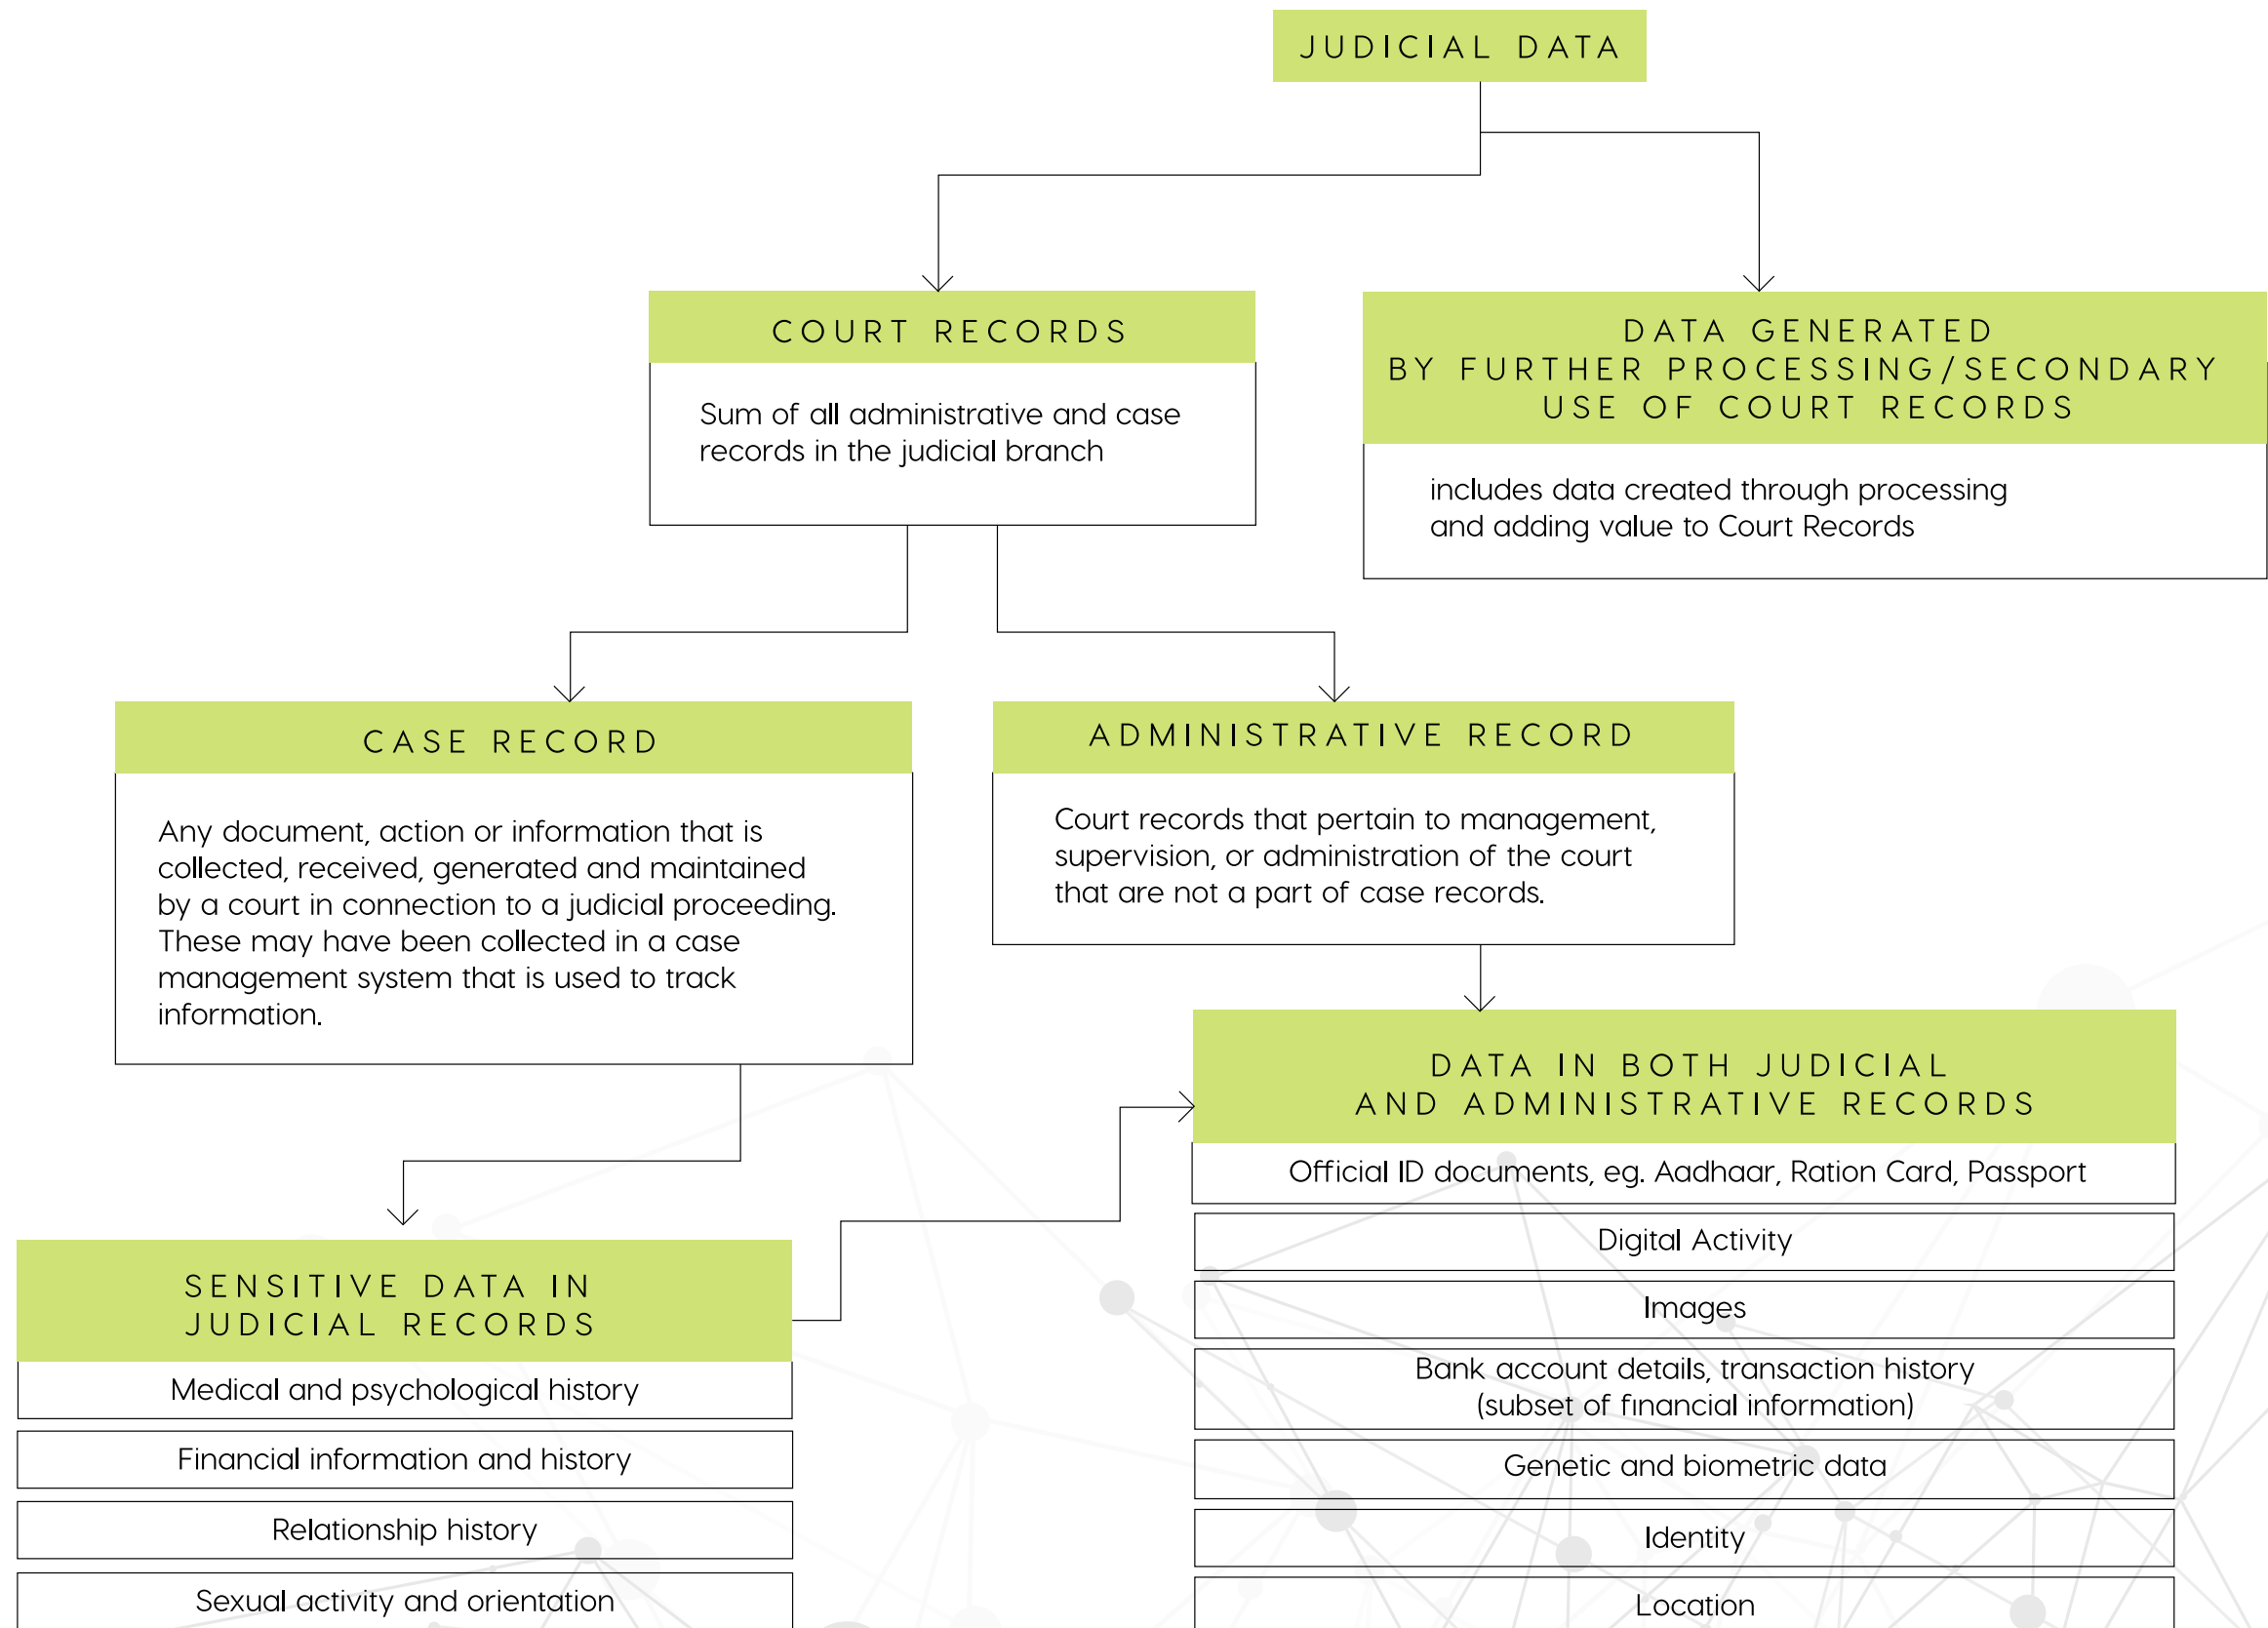 JUDICIAL DATA
COURT RECORDS
Sum of all administrative and case
records in the judicial branch
DATA GENERATED
BY FURTHER PROCESSING/SECONDARY
USE OF COURT RECORDS
includes data created through processing
and adding value to Court Records
CASE RECORD
Any document, action or information that is
collected, received, generated and maintained
by a court in connection to a judicial proceeding.
These may have been collected in a case
management system that is used to track
information.
ADMINISTRATIVE RECORD
Court records that pertain to management,
supervision, or administration of the court
that are not a part of case records.
SENSITIVE DATA IN
JUDICIAL RECORDS
Medical and psychological history
Financial information and history
Relationship history
Sexual activity and orientation
DATA IN BOTH JUDICIAL
AND ADMINISTRATIVE RECORDS
Official ID documents, eg. Aadhaar, Ration Card, Passport
Digital Activity
Images
Bank account details, transaction history
(subset of financial information)
Genetic and biometric data
Identity
Location